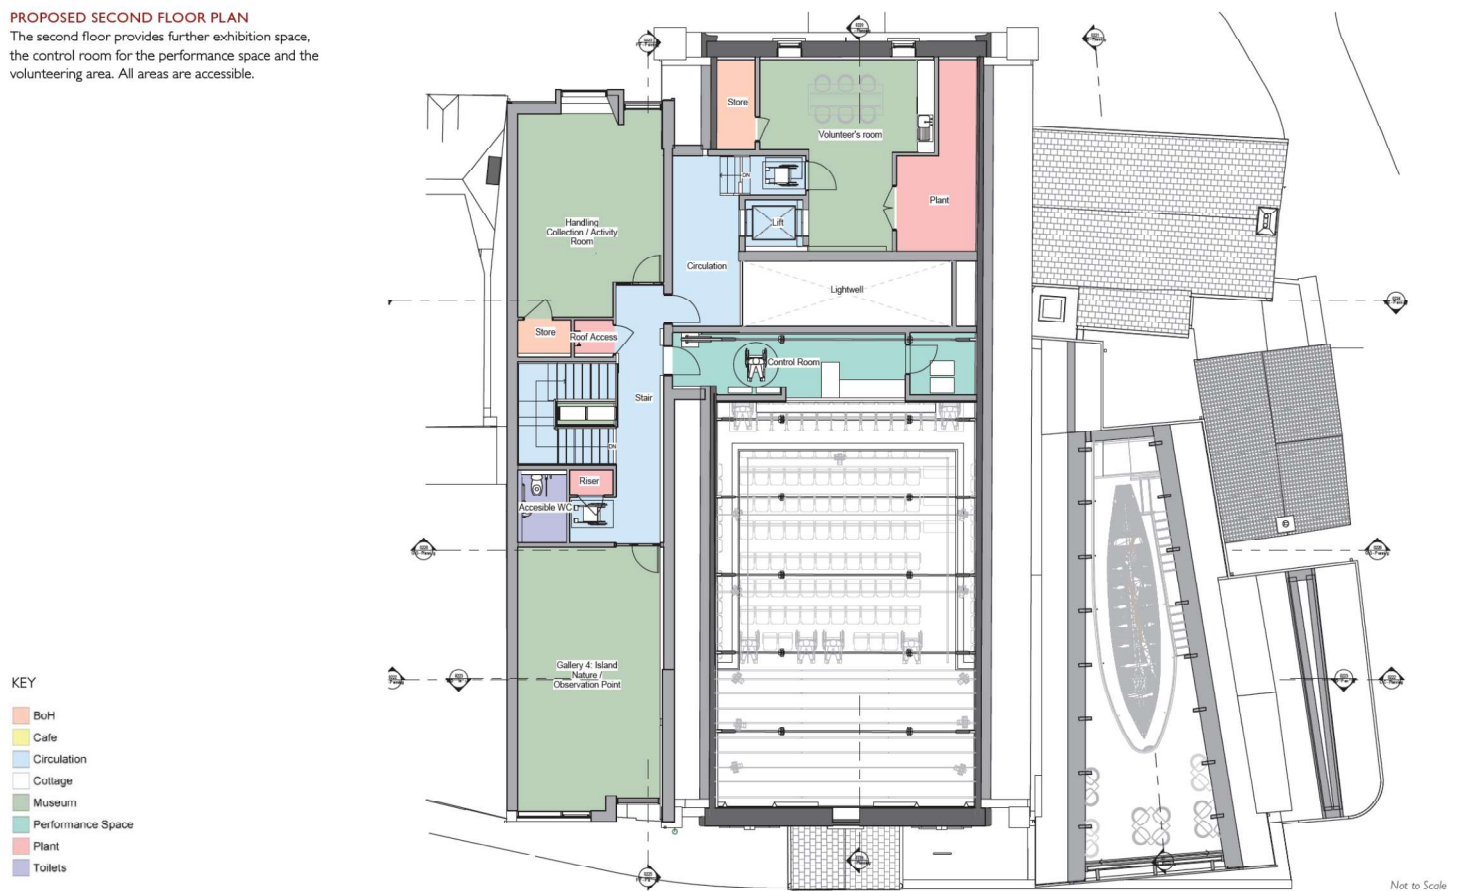 PROPOSED SECOND FLOOR PLAN
The second floor provides further exhibition space,
the control room for the performance space and the
volunteering area. All areas are accessible.
Store
Volunteer's room
DN
Plant
Lift
Handling
Collection / Activity
Room
Circulation
Lightwell
Store
Roof Access
Control Room
Stair
DN
Riser
Accesible WC
Gallery 4: Island
Nature /
Observation Point
KEY
BoH
Cafe
Circulation
Cottage
Museum
Performance Space
Plant
Toilets
Not to Scale